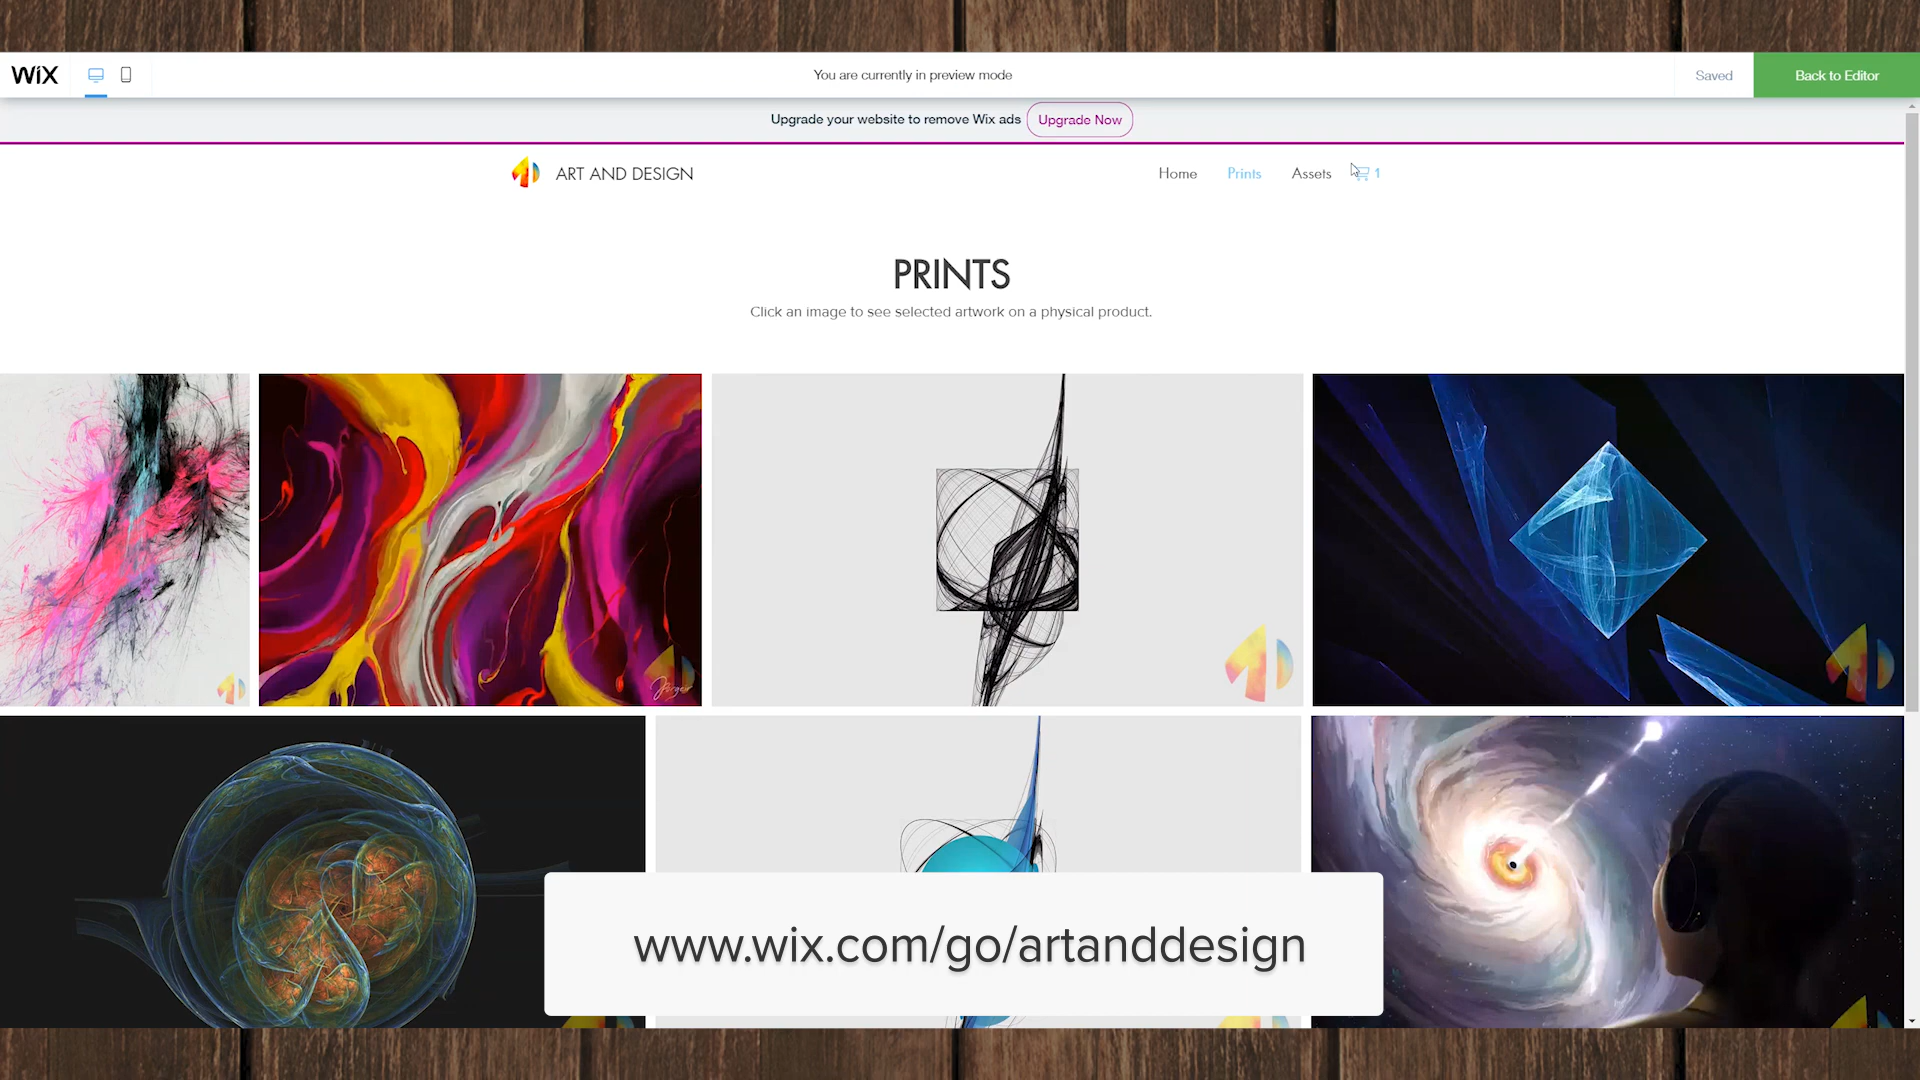 WiX
You are currently in preview mode
Saved
Back to Editor
Upgrade your website to remove Wix ads
Upgrade Now
ART AND DESIGN
Home
Prints
Assets
1
PRINTS
Click an image to see selected artwork on a physical product.
www.wix.com/go/artanddesign